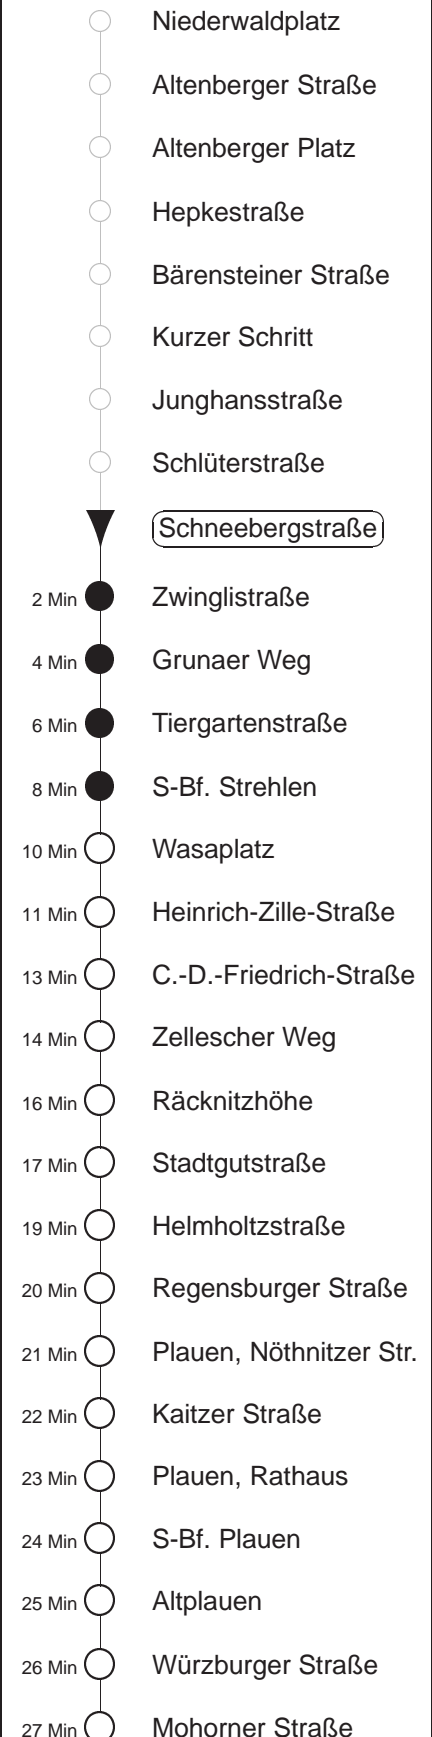 Niederwaldplatz
Altenberger Straße
Altenberger Platz
Hepkestraße
Bärensteiner Straße
Kurzer Schritt
Junghansstraße
Schlüterstraße
Schneebergstraße
2 Min Zwinglistraße
4 Min Grunaer Weg
6 Min Tiergartenstraße
8 Min S-Bf. Strehlen
10 Min Wasaplatz
11 Min Heinrich-Zille-Straße
13 Min C.-D.-Friedrich-Straße
14 Min Zellescher Weg
16 Min Räcknitzhöhe
17 Min Stadtgutstraße
19 Min Helmholtzstraße
20 Min Regensburger Straße
21 Min Plauen, Nöthnitzer Str.
22 Min Kaitzer Straße
23 Min Plauen, Rathaus
24 Min S-Bf. Plauen
25 Min Altplauen
26 Min Würzburger Straße
27 Min Mohorner Straße